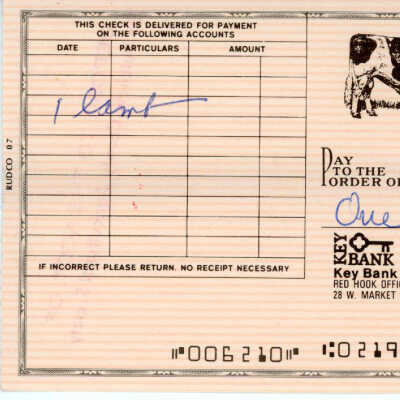 THIS CHECK IS DELIVERED FOR PAYMENT
ON THE FOLLOWING ACCOUNTS
DATE PARTICULARS AMOUNT
1 lamb
IF INCORRECT PLEASE RETURN. NO RECEIPT NECESSARY
RUDCO 87
PAY
TO THE
ORDER OF
One
KEY
BANK
Key Bank
RED HOOK OFFI
28 W. MARKET
⑈006210⑈ ⑆0219